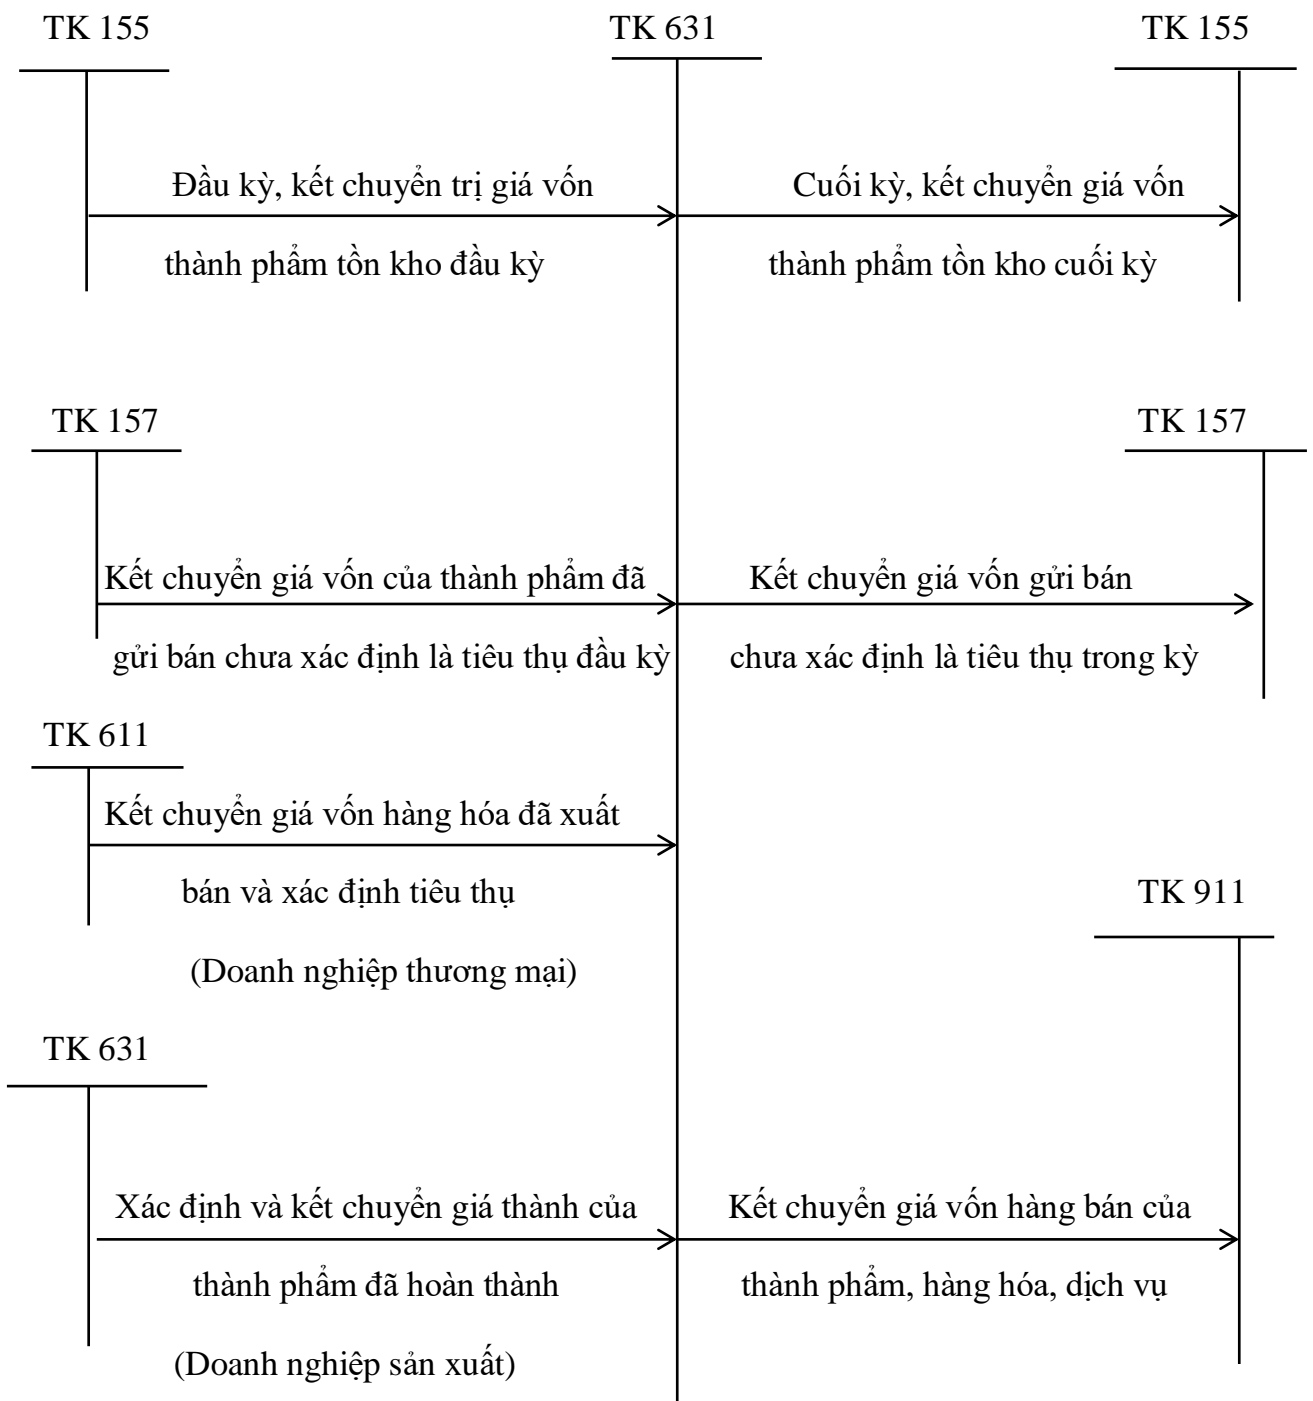 TK 155
TK 631
TK 155
Đầu kỳ, kết chuyển trị giá vốn
thành phẩm tồn kho đầu kỳ
Cuối kỳ, kết chuyển giá vốn
thành phẩm tồn kho cuối kỳ
TK 157
TK 157
Kết chuyển giá vốn của thành phẩm đã
gửi bán chưa xác định là tiêu thụ đầu kỳ
Kết chuyển giá vốn gửi bán
chưa xác định là tiêu thụ trong kỳ
TK 611
Kết chuyển giá vốn hàng hóa đã xuất
bán và xác định tiêu thụ
(Doanh nghiệp thương mại)
TK 911
TK 631
Xác định và kết chuyển giá thành của
thành phẩm đã hoàn thành
(Doanh nghiệp sản xuất)
Kết chuyển giá vốn hàng bán của
thành phẩm, hàng hóa, dịch vụ